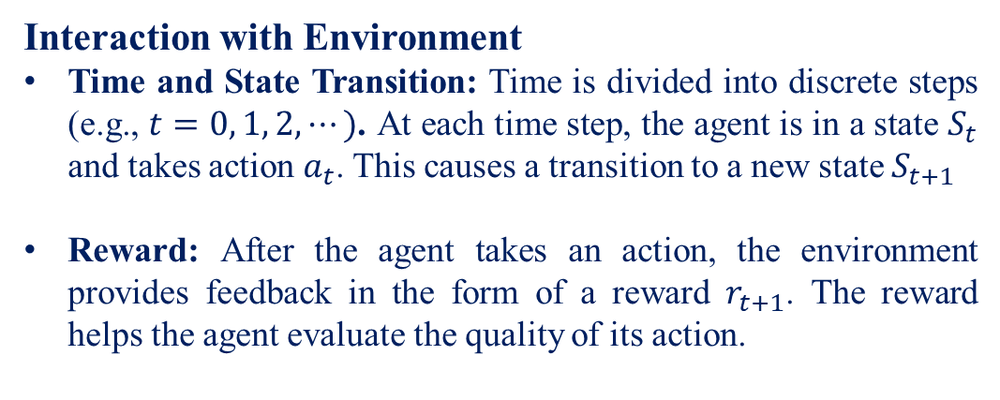 Interaction with Environment
• Time and State Transition: Time is divided into discrete steps
(e.g., t = 0, 1, 2, ⋯ ). At each time step, the agent is in a state S_t
and takes action a_t. This causes a transition to a new state S_{t+1}
• Reward: After the agent takes an action, the environment
provides feedback in the form of a reward r_{t+1}. The reward
helps the agent evaluate the quality of its action.